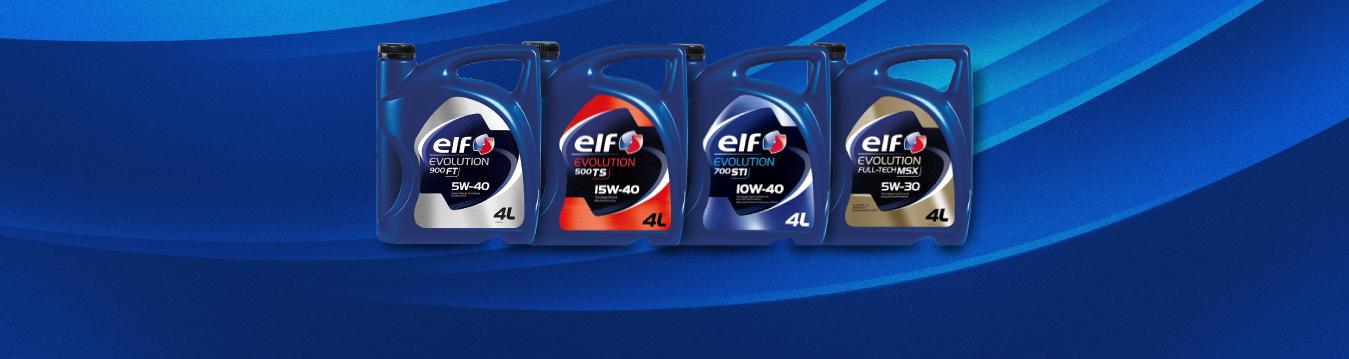 elf
EVOLUTION
900 FT
5W-40
4L
elf
EVOLUTION
500 TS
15W-40
4L
elf
EVOLUTION
700 STI
10W-40
4L
elf
EVOLUTION
FULL-TECH MSX
5W-30
4L